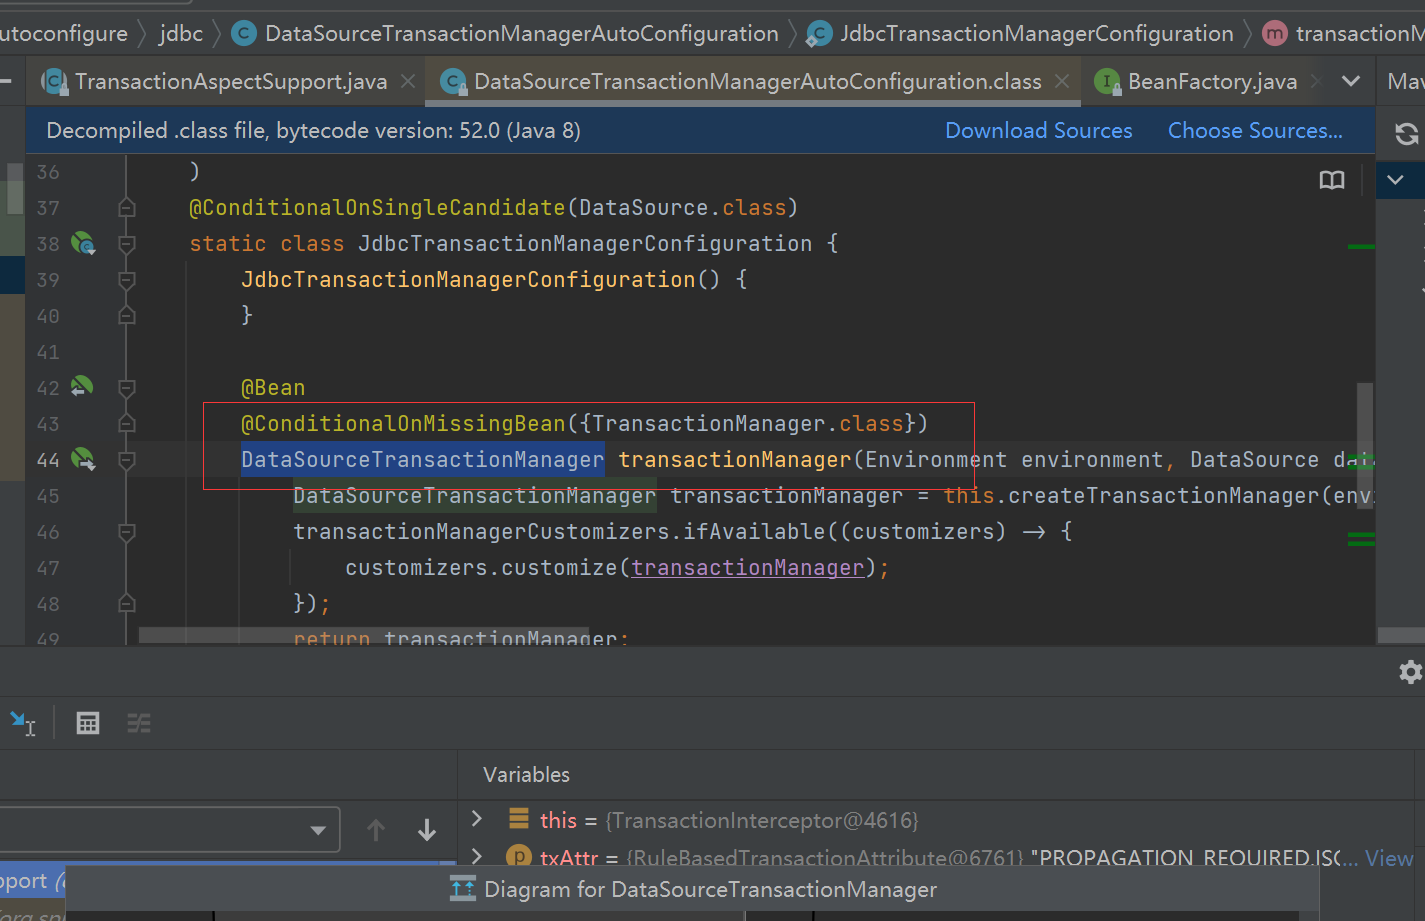 utoconfigure jdbc DataSourceTransactionManagerAutoConfiguration JdbcTransactionManagerConfiguration m transactionM
TransactionAspectSupport.java DataSourceTransactionManagerAutoConfiguration.class BeanFactory.java Mav
Decompiled .class file, bytecode version: 52.0 (Java 8) Download Sources Choose Sources...
36 )
37 @ConditionalOnSingleCandidate(DataSource.class)
38 static class JdbcTransactionManagerConfiguration {
39 JdbcTransactionManagerConfiguration() {
40 }
41
42 @Bean
43 @ConditionalOnMissingBean({TransactionManager.class})
44 DataSourceTransactionManager transactionManager(Environment environment, DataSource data
45 DataSourceTransactionManager transactionManager = this.createTransactionManager(env
46 transactionManagerCustomizers.ifAvailable((customizers) -> {
47 customizers.customize(transactionManager);
48 });
49 return transactionManager;
Variables
this = {TransactionInterceptor@4616}
txAttr = {RuleBasedTransactionAttribute@6761} "PROPAGATION_REQUIRED,ISO... View
pport
Diagram for DataSourceTransactionManager